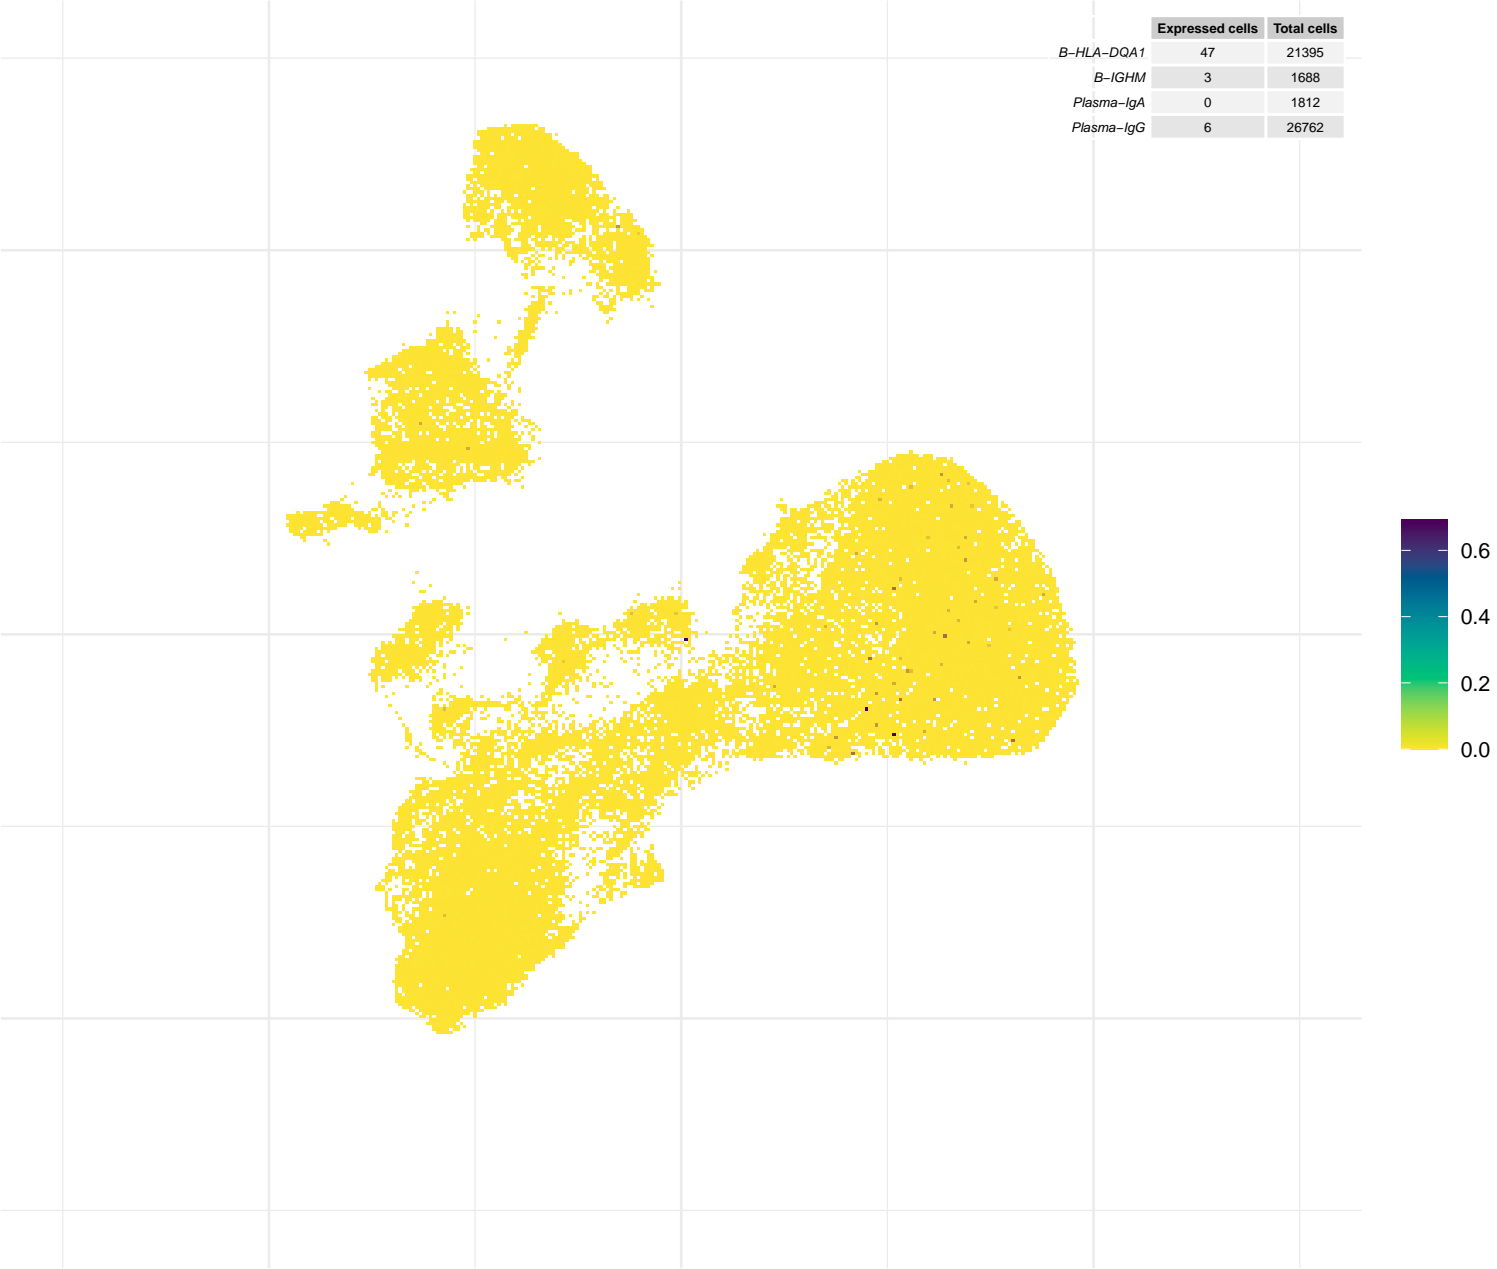 Expressed cells Total cells
B−HLA−DQA1 47 21395
B−IGHM 3 1688
Plasma−IgA 0 1812
Plasma−IgG 6 26762
0.6
0.4
0.2
0.0